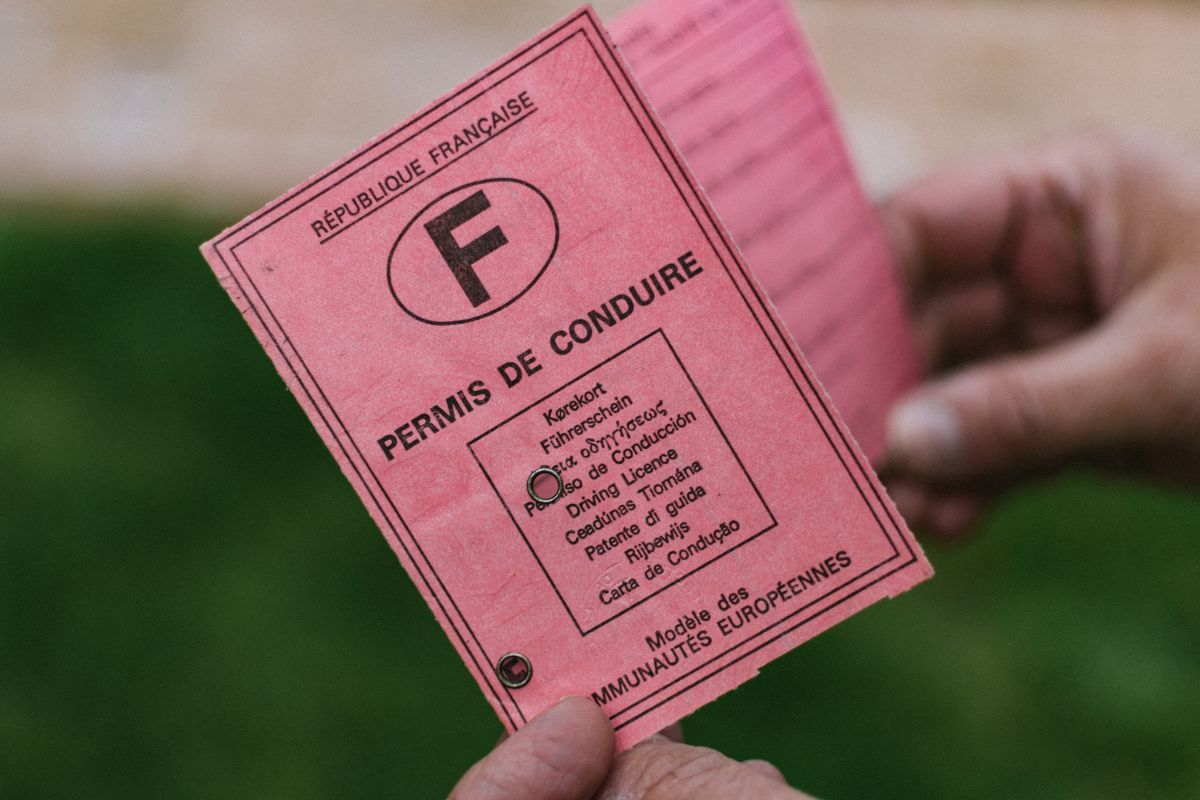 RÉPUBLIQUE FRANÇAISE
F
PERMIS DE CONDUIRE
Kørekort
Führerschein
οδηγήσεως
de Conducción
Driving Licence
Ceadúnas Tiomána
Patente di guida
Rijbewijs
Carta de Condução
Modèle des
MMUNAUTÉS EUROPÉENNES